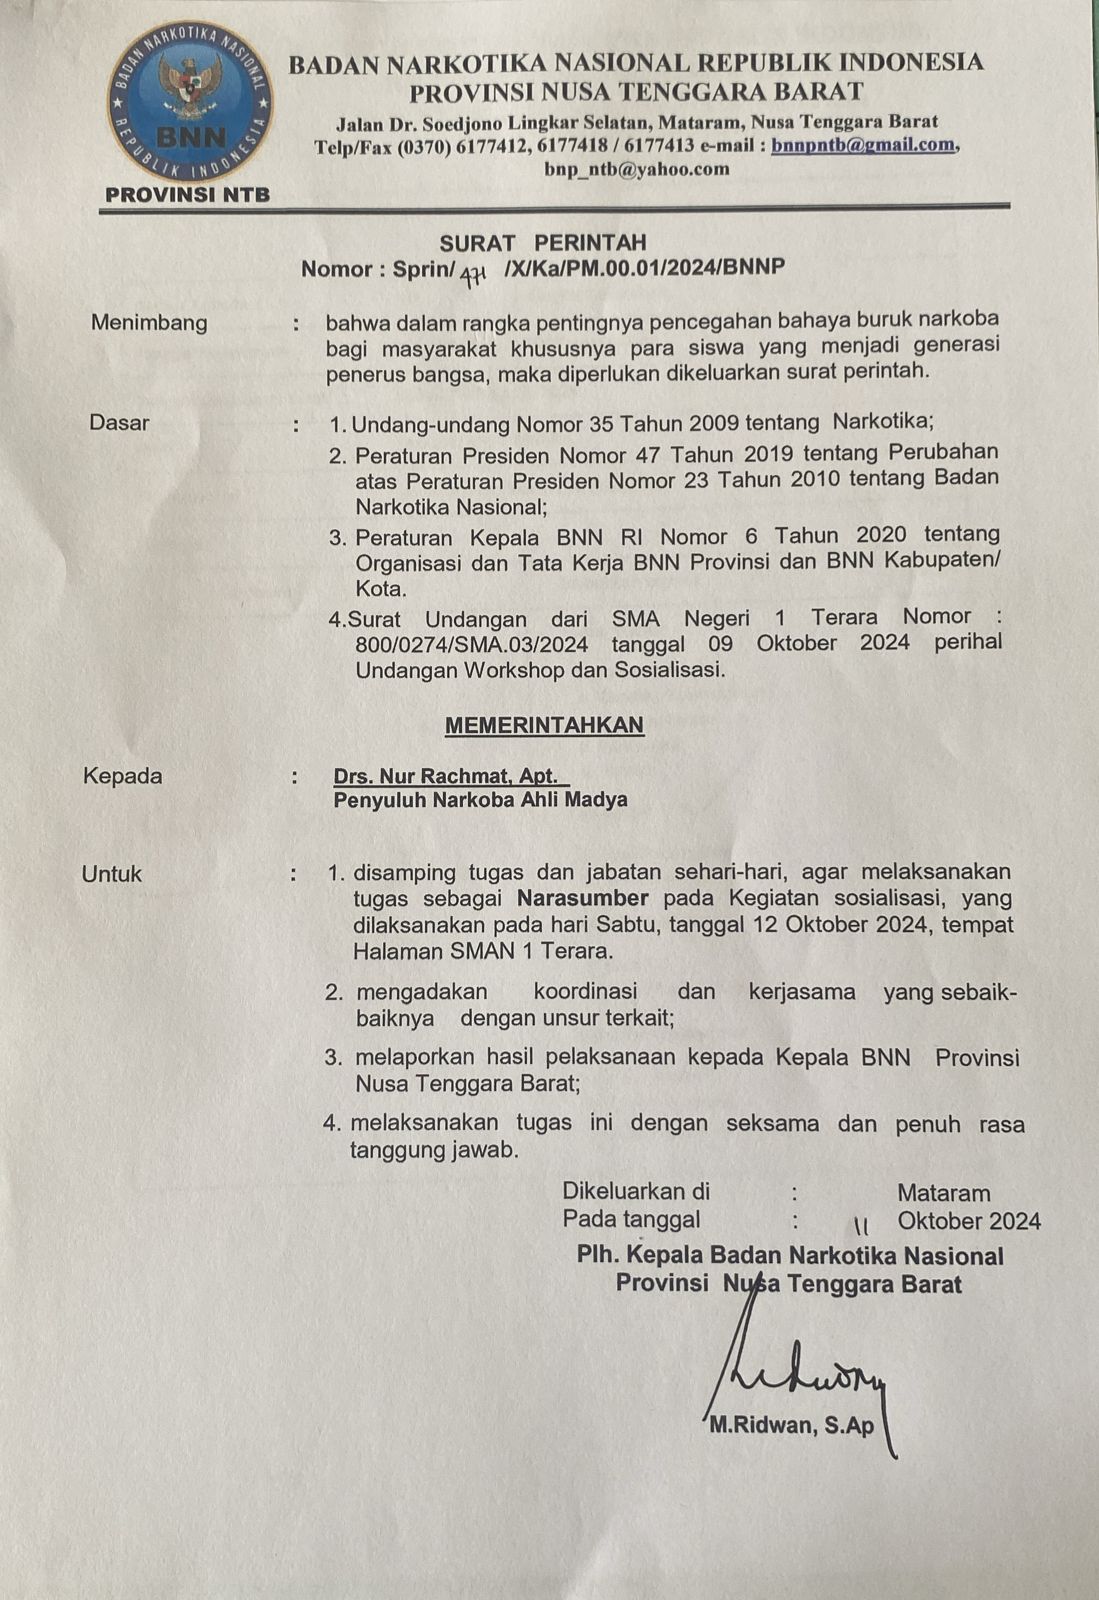 BADAN NARKOTIKA NASIONAL
REPUBLIK INDONESIA
BNN
PROVINSI NTB
BADAN NARKOTIKA NASIONAL REPUBLIK INDONESIA
PROVINSI NUSA TENGGARA BARAT
Jalan Dr. Soedjono Lingkar Selatan, Mataram, Nusa Tenggara Barat
Telp/Fax (0370) 6177412, 6177418 / 6177413 e-mail : bnnpntb@gmail.com,
bnp_ntb@yahoo.com
SURAT PERINTAH
Nomor : Sprin/ 471 /X/Ka/PM.00.01/2024/BNNP
Menimbang : bahwa dalam rangka pentingnya pencegahan bahaya buruk narkoba
bagi masyarakat khususnya para siswa yang menjadi generasi
penerus bangsa, maka diperlukan dikeluarkan surat perintah.
Dasar : 1. Undang-undang Nomor 35 Tahun 2009 tentang Narkotika;
2. Peraturan Presiden Nomor 47 Tahun 2019 tentang Perubahan
atas Peraturan Presiden Nomor 23 Tahun 2010 tentang Badan
Narkotika Nasional;
3. Peraturan Kepala BNN RI Nomor 6 Tahun 2020 tentang
Organisasi dan Tata Kerja BNN Provinsi dan BNN Kabupaten/
Kota.
4.Surat Undangan dari SMA Negeri 1 Terara Nomor :
800/0274/SMA.03/2024 tanggal 09 Oktober 2024 perihal
Undangan Workshop dan Sosialisasi.
MEMERINTAHKAN
Kepada : Drs. Nur Rachmat, Apt.
Penyuluh Narkoba Ahli Madya
Untuk : 1. disamping tugas dan jabatan sehari-hari, agar melaksanakan
tugas sebagai Narasumber pada Kegiatan sosialisasi, yang
dilaksanakan pada hari Sabtu, tanggal 12 Oktober 2024, tempat
Halaman SMAN 1 Terara.
2. mengadakan koordinasi dan kerjasama yang sebaik-
baiknya dengan unsur terkait;
3. melaporkan hasil pelaksanaan kepada Kepala BNN Provinsi
Nusa Tenggara Barat;
4. melaksanakan tugas ini dengan seksama dan penuh rasa
tanggung jawab.
Dikeluarkan di : Mataram
Pada tanggal : 11 Oktober 2024
Plh. Kepala Badan Narkotika Nasional
Provinsi Nusa Tenggara Barat
M.Ridwan, S.Ap